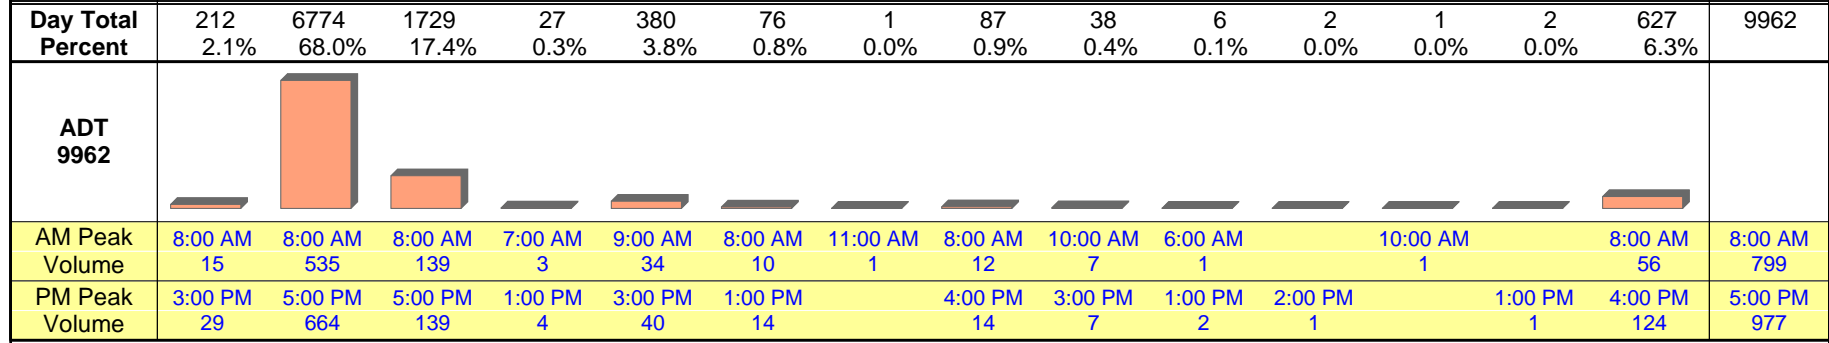 Day Total 212 6774 1729 27 380 76 1 87 38 6 2 1 2 627 9962
Percent 2.1% 68.0% 17.4% 0.3% 3.8% 0.8% 0.0% 0.9% 0.4% 0.1% 0.0% 0.0% 0.0% 6.3%
ADT
9962
AM Peak 8:00 AM 8:00 AM 8:00 AM 7:00 AM 9:00 AM 8:00 AM 11:00 AM 8:00 AM 10:00 AM 6:00 AM 10:00 AM 8:00 AM 8:00 AM
Volume 15 535 139 3 34 10 1 12 7 1 1 56 799
PM Peak 3:00 PM 5:00 PM 5:00 PM 1:00 PM 3:00 PM 1:00 PM 4:00 PM 3:00 PM 1:00 PM 2:00 PM 1:00 PM 4:00 PM 5:00 PM
Volume 29 664 139 4 40 14 14 7 2 1 1 124 977